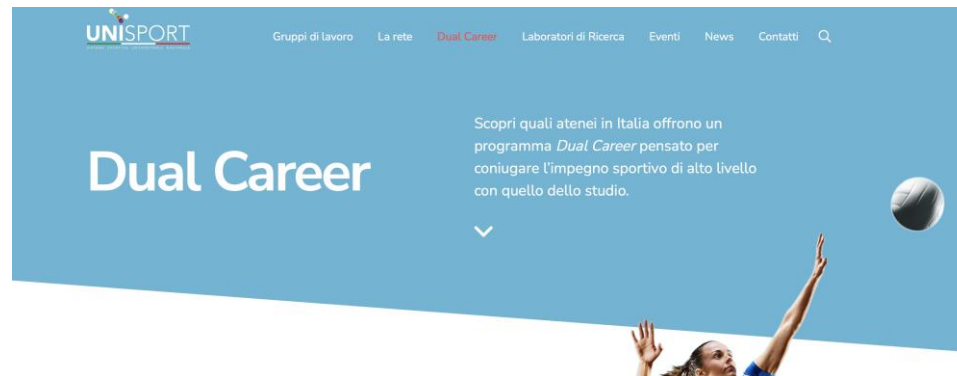 UNISPORT
Gruppi di lavoro La rete Dual Career Laboratori di Ricerca Eventi News Contatti
Dual Career
Scopri quali atenei in Italia offrono un
programma Dual Career pensato per
coniugare l'impegno sportivo di alto livello
con quello dello studio.